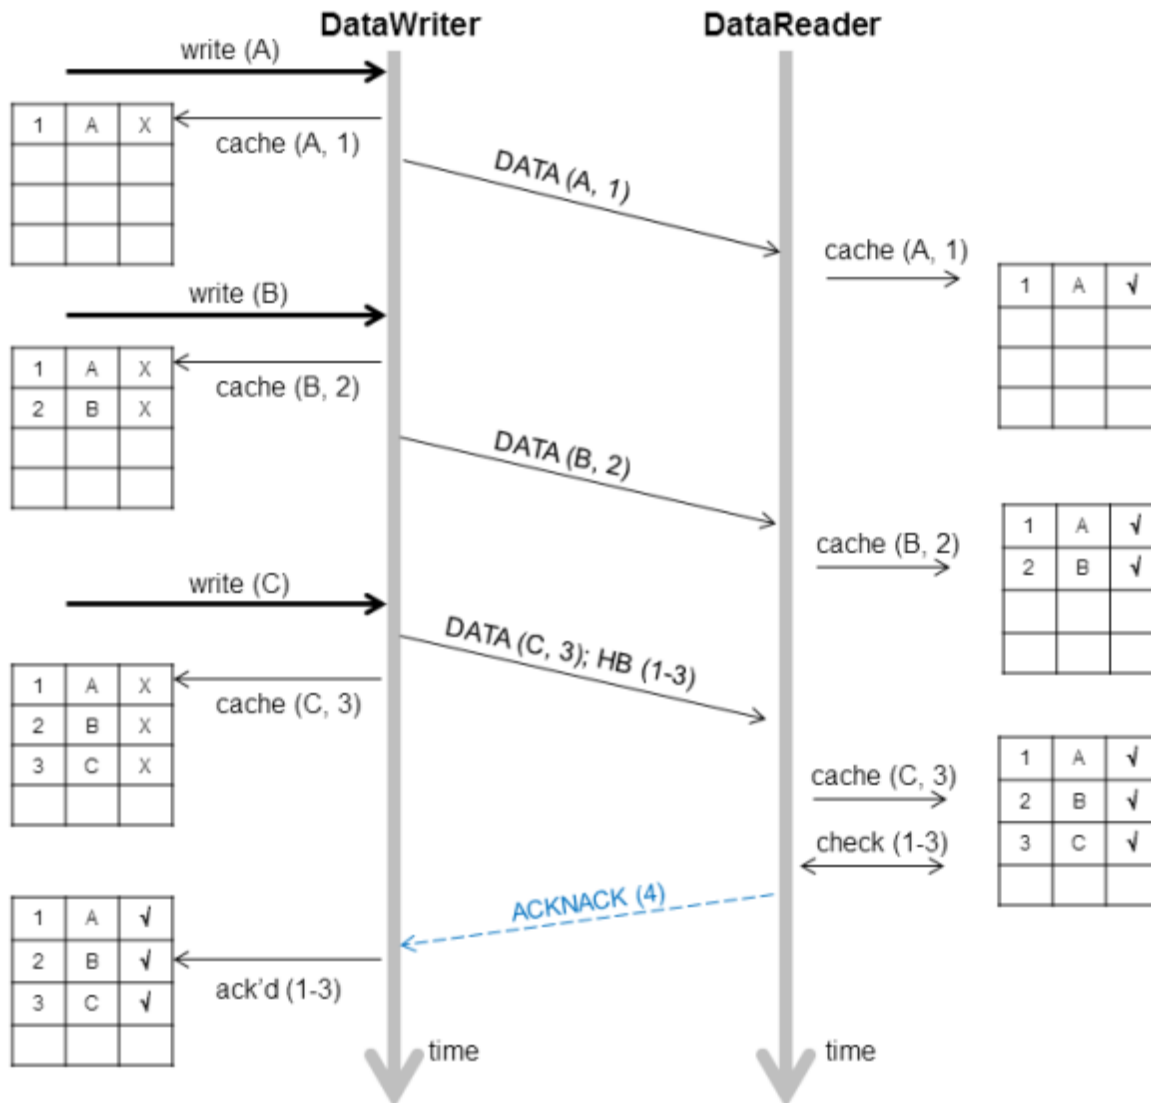 DataWriter DataReader
write (A)
1 A X
cache (A, 1)
DATA (A, 1)
cache (A, 1)
1 A √
write (B)
1 A X
2 B X
cache (B, 2)
DATA (B, 2)
cache (B, 2)
1 A √
2 B √
write (C)
DATA (C, 3); HB (1-3)
1 A X
2 B X
3 C X
cache (C, 3)
cache (C, 3)
check (1-3)
1 A √
2 B √
3 C √
ACKNACK (4)
1 A √
2 B √
3 C √
ack'd (1-3)
time time